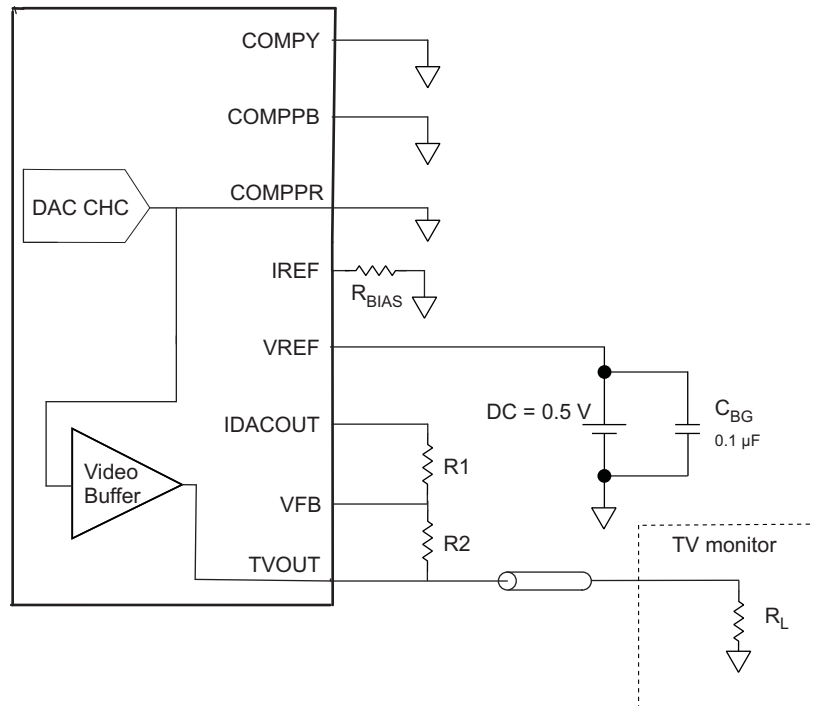 COMPY
COMPPB
DAC CHC
COMPPR
IREF
RBIAS
VREF
DC = 0.5 V
CBG
0.1 µF
IDACOUT
R1
Video
Buffer
VFB
R2
TVOUT
TV monitor
RL